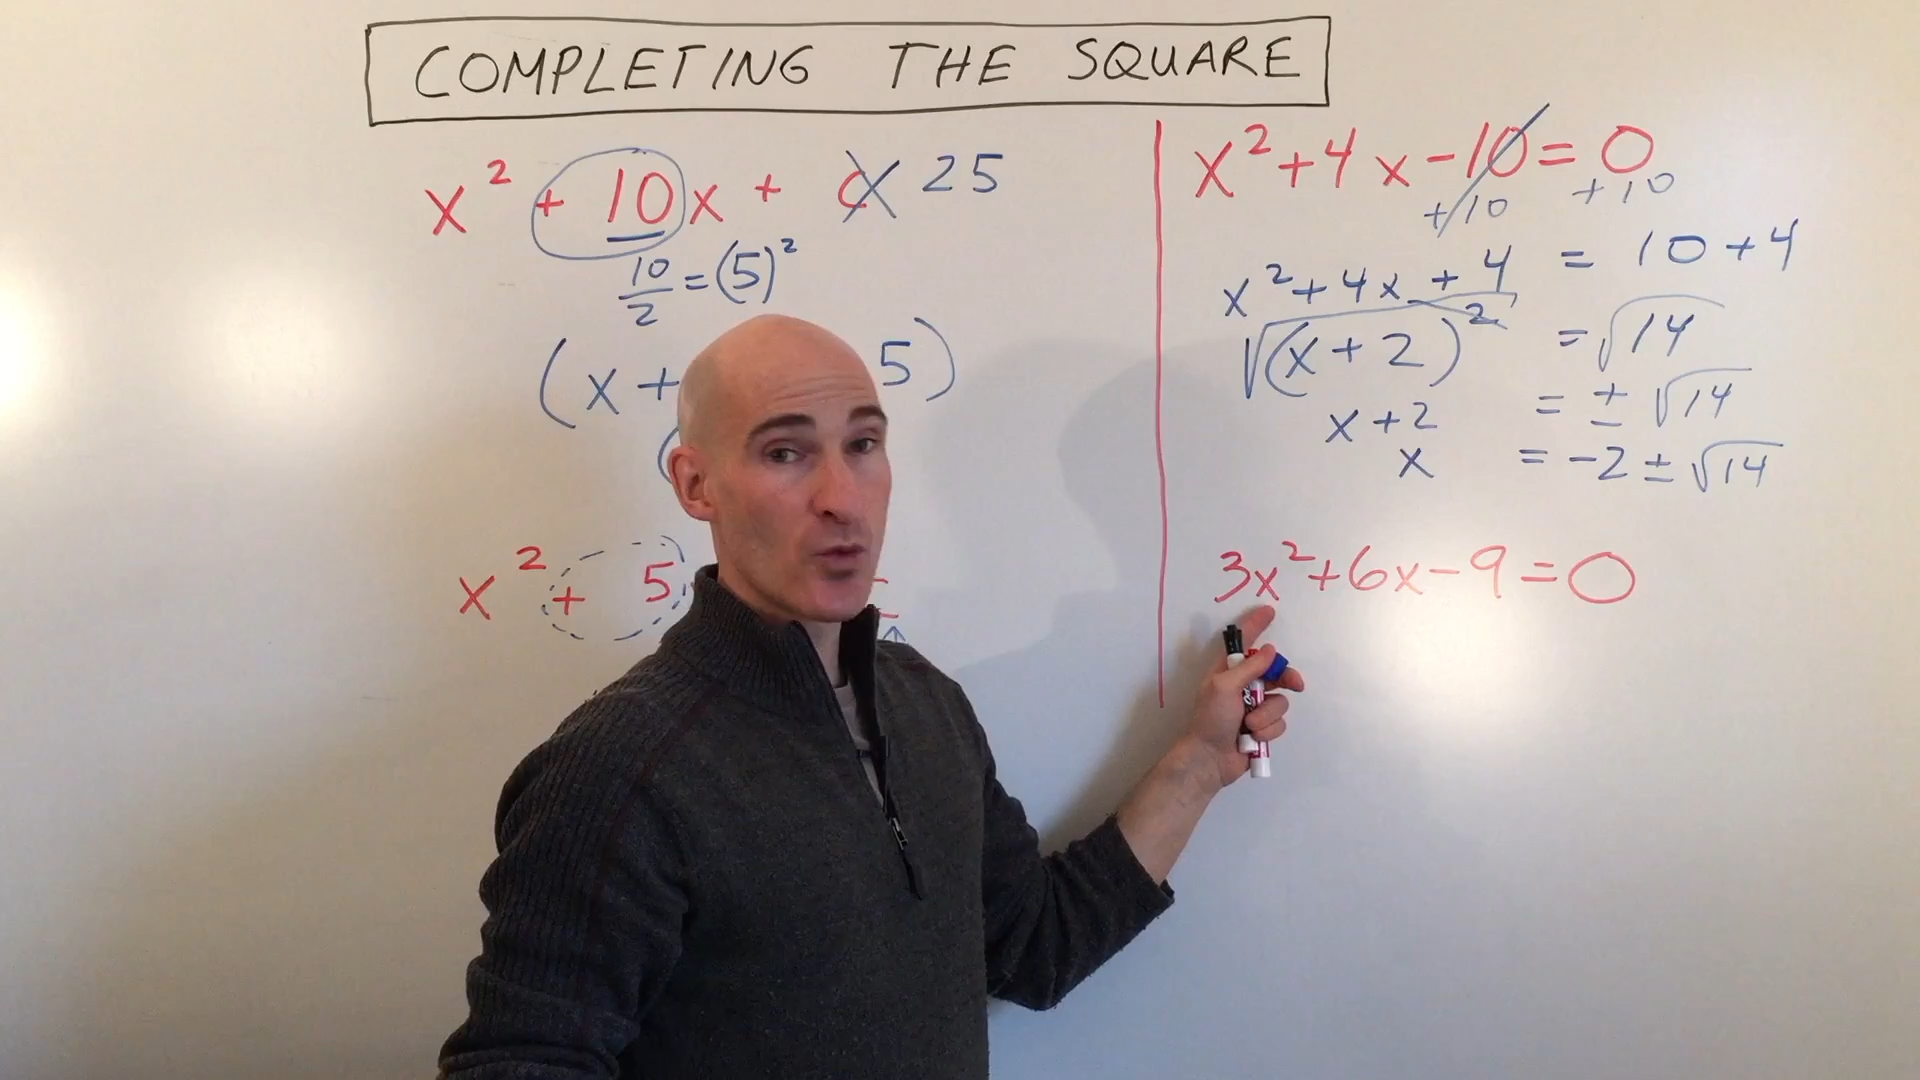 COMPLETING THE SQUARE
x² + 10x + c 25
10/2 = (5)²
(x+ 5)
x² + 5
x² + 4x - 10 = 0
+10 +10
x² + 4x + 4 = 10 + 4
√(x + 2)² = √14
x + 2 = ± √14
x = -2 ± √14
3x² + 6x - 9 = 0